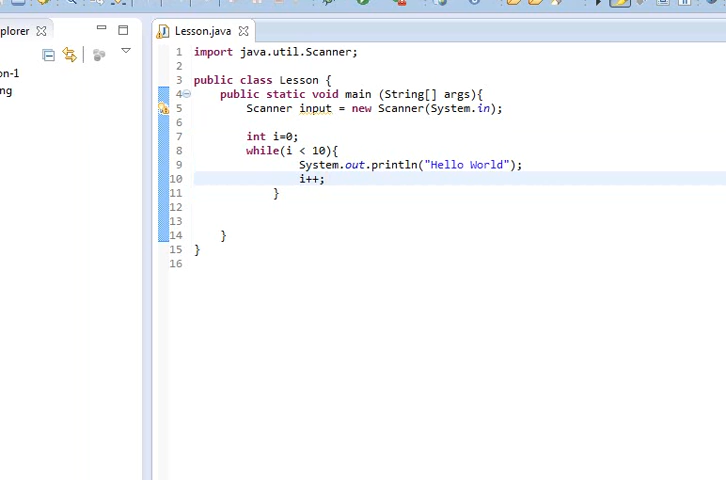 plorer
Lesson.java
on-1
ng
1 import java.util.Scanner;
2
3 public class Lesson {
4 public static void main (String[] args){
5 Scanner input = new Scanner(System.in);
6
7 int i=0;
8 while(i < 10){
9 System.out.println("Hello World");
10 i++;
11 }
12
13
14 }
15 }
16